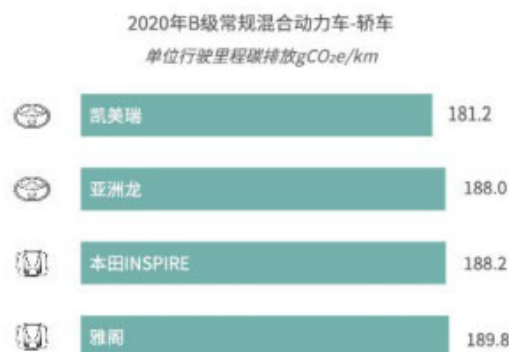 2020年B级常规混合动力车-轿车
单位行驶里程碳排放gCO₂e/km
凯美瑞 181.2
亚洲龙 188.0
本田INSPIRE 188.2
雅阁 189.8